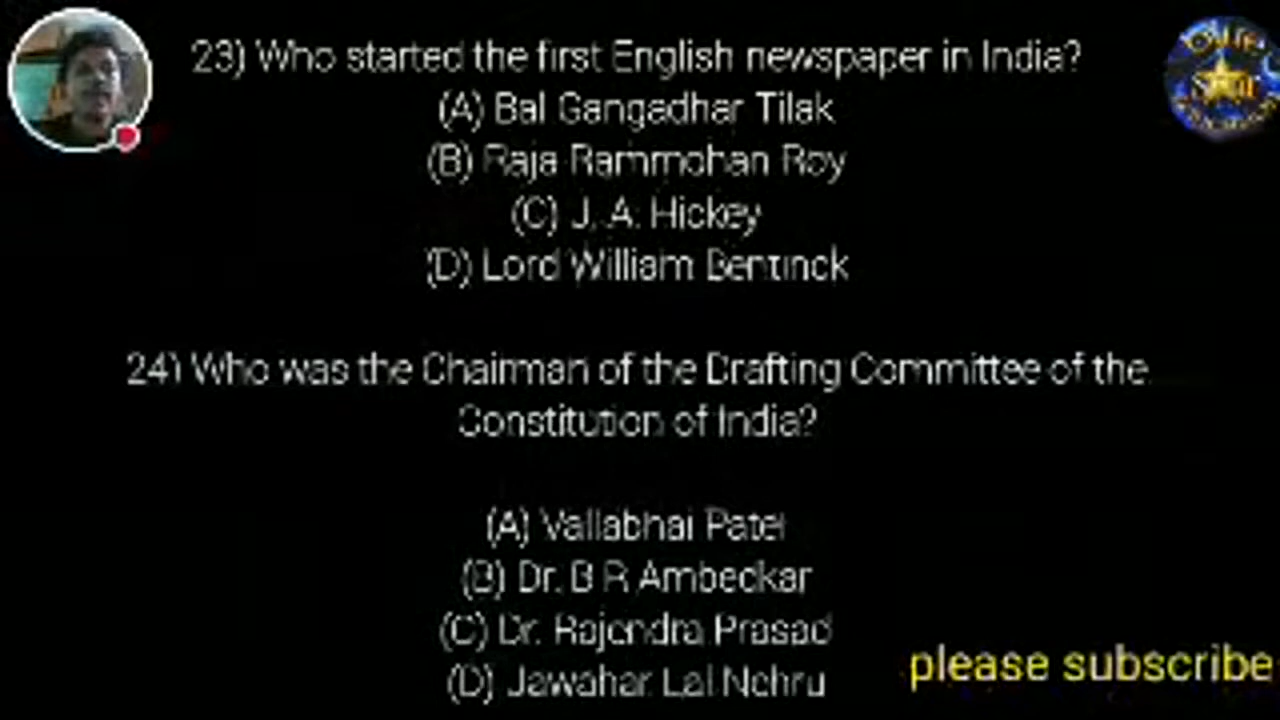 23) Who started the first English newspaper in India?
(A) Bal Gangadhar Tilak
(B) Raja Rammohan Roy
(C) J. A. Hickey
(D) Lord William Bentinck
24) Who was the Chairman of the Drafting Committee of the
Constitution of India?
(A) Vallabhai Patel
(B) Dr. B R Ambedkar
(C) Dr. Rajendra Prasad
(D) Jawahar Lal Nehru
please subscribe